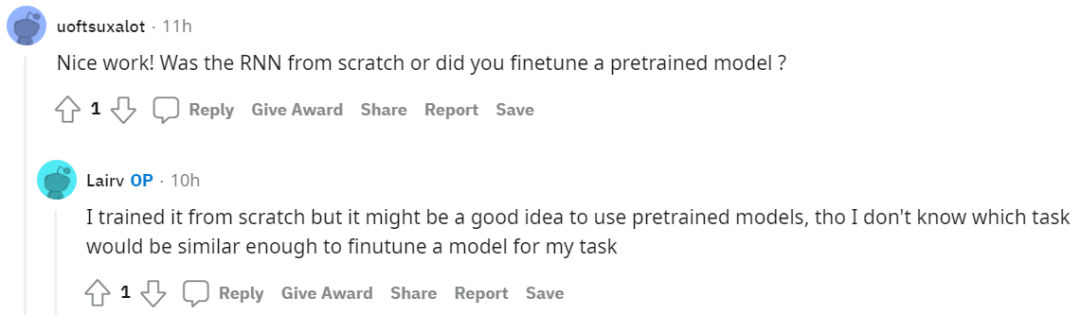 uoftsuxalot · 11h
Nice work! Was the RNN from scratch or did you finetune a pretrained model ?
1 Reply Give Award Share Report Save
Lairv OP · 10h
I trained it from scratch but it might be a good idea to use pretrained models, tho I don't know which task
would be similar enough to finutune a model for my task
1 Reply Give Award Share Report Save